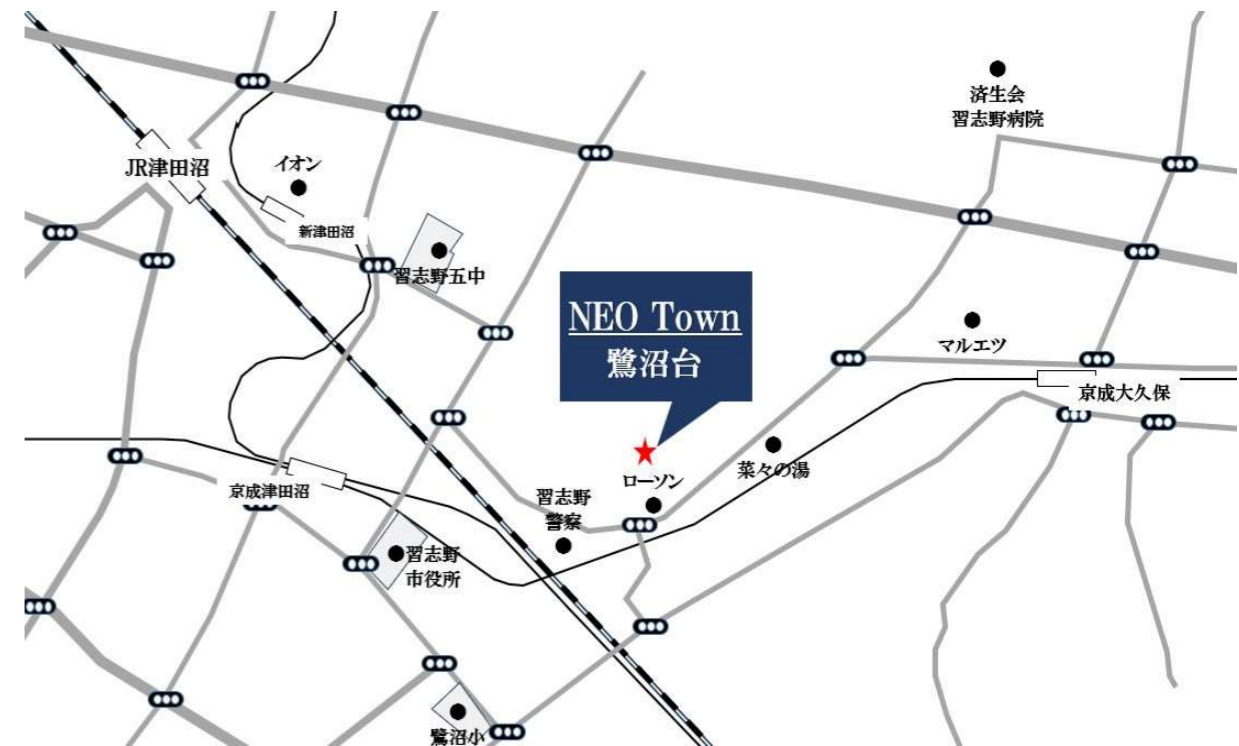 済生会
習志野病院
JR津田沼
イオン
新津田沼
習志野五中
NEO Town
鷺沼台
マルエツ
京成大久保
菜々の湯
ローソン
京成津田沼
習志野
警察
習志野
市役所
鷺沼小